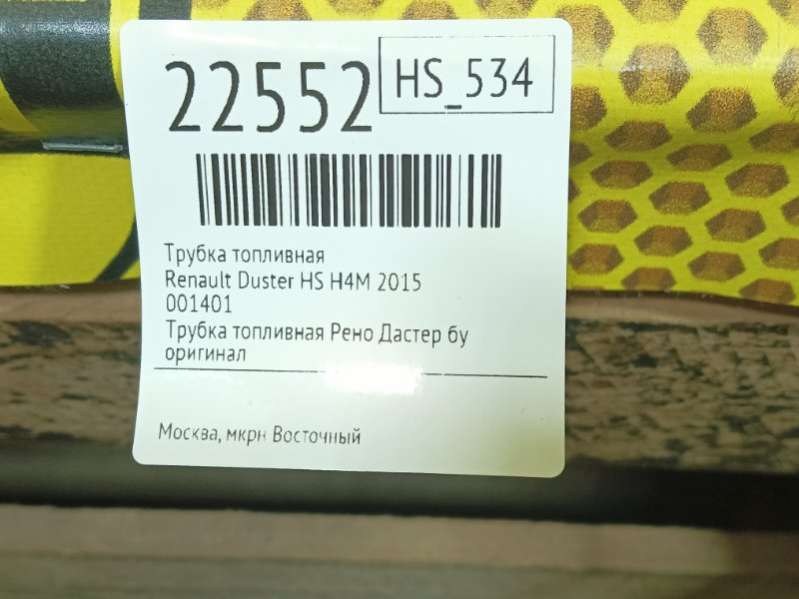 22552
HS_534
Трубка топливная
Renault Duster HS H4M 2015
001401
Трубка топливная Рено Дастер бу
оригинал
Москва, мкрн Восточный